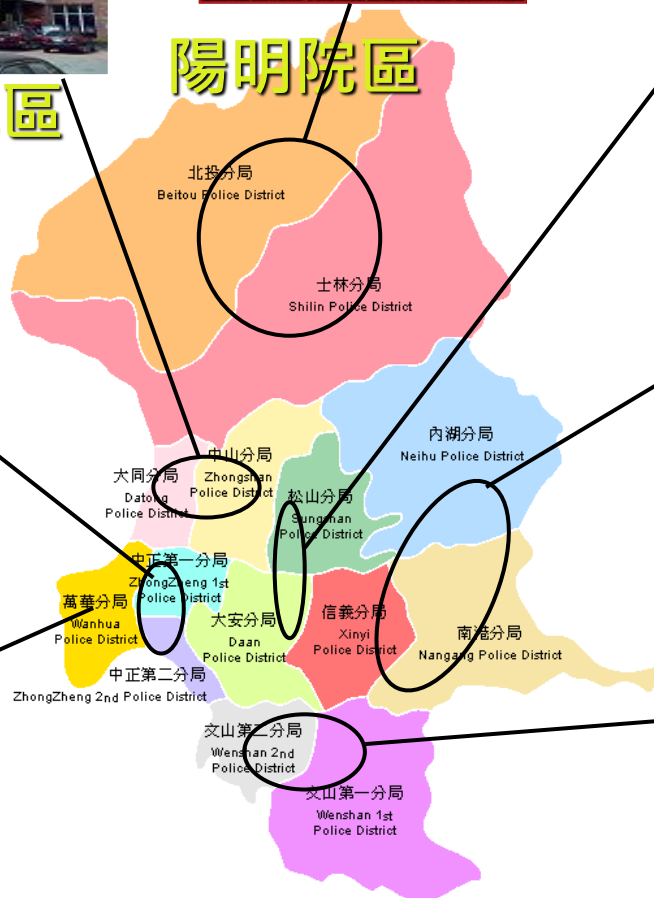 陽明院區
區
北投分局
Beitou Police District
士林分局
Shilin Police District
內湖分局
Neihu Police District
中山分局
Zhongshan
Police District
大同分局
Datong
Police District
松山分局
Sungshan
Police District
中正第一分局
ZhongZheng 1st
Police District
萬華分局
Wanhua
Police District
大安分局
Daan
Police District
信義分局
Xinyi
Police District
南港分局
Nangang Police District
中正第二分局
ZhongZheng 2nd Police District
文山第二分局
Wenshan 2nd
Police District
文山第一分局
Wenshan 1st
Police District